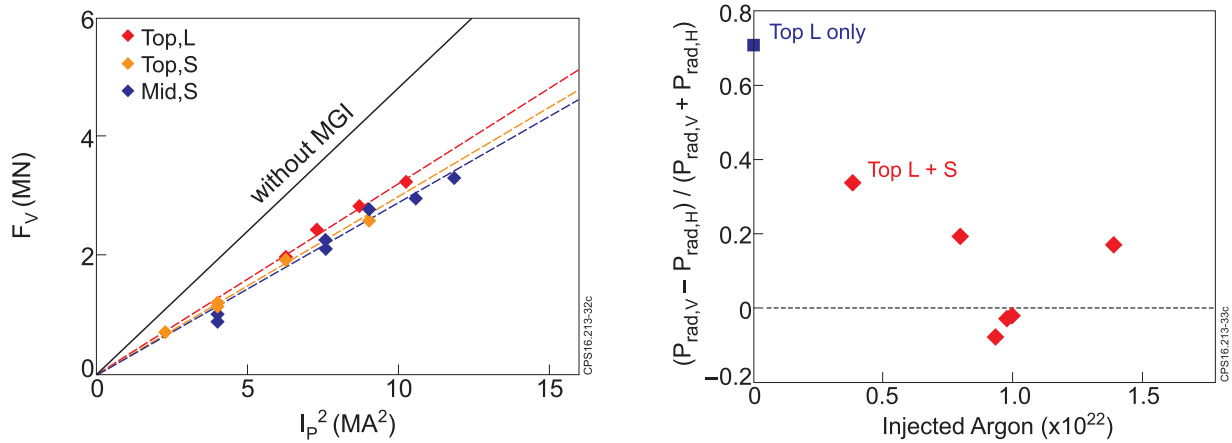 6
4
2
0
F_V (MN)
Top,L
Top,S
Mid,S
without MGI
0
5
10
15
I_P^2 (MA^2)
CPS16.213-32c
0.8
0.6
0.4
0.2
0
−0.2
(P_rad,V − P_rad,H) / (P_rad,V + P_rad,H)
Top L only
Top L + S
0
0.5
1.0
1.5
Injected Argon (x10^22)
CPS16.213-33c